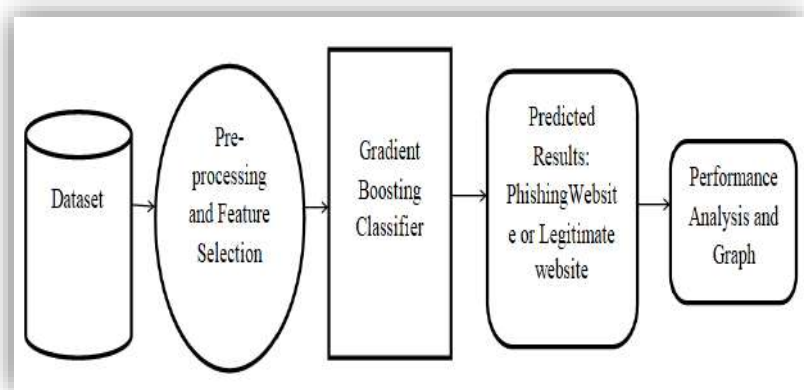 Dataset
Pre-
processing
and Feature
Selection
Gradient
Boosting
Classifier
Predicted
Results:
PhishingWebsit
e or Legitimate
website
Performance
Analysis and
Graph